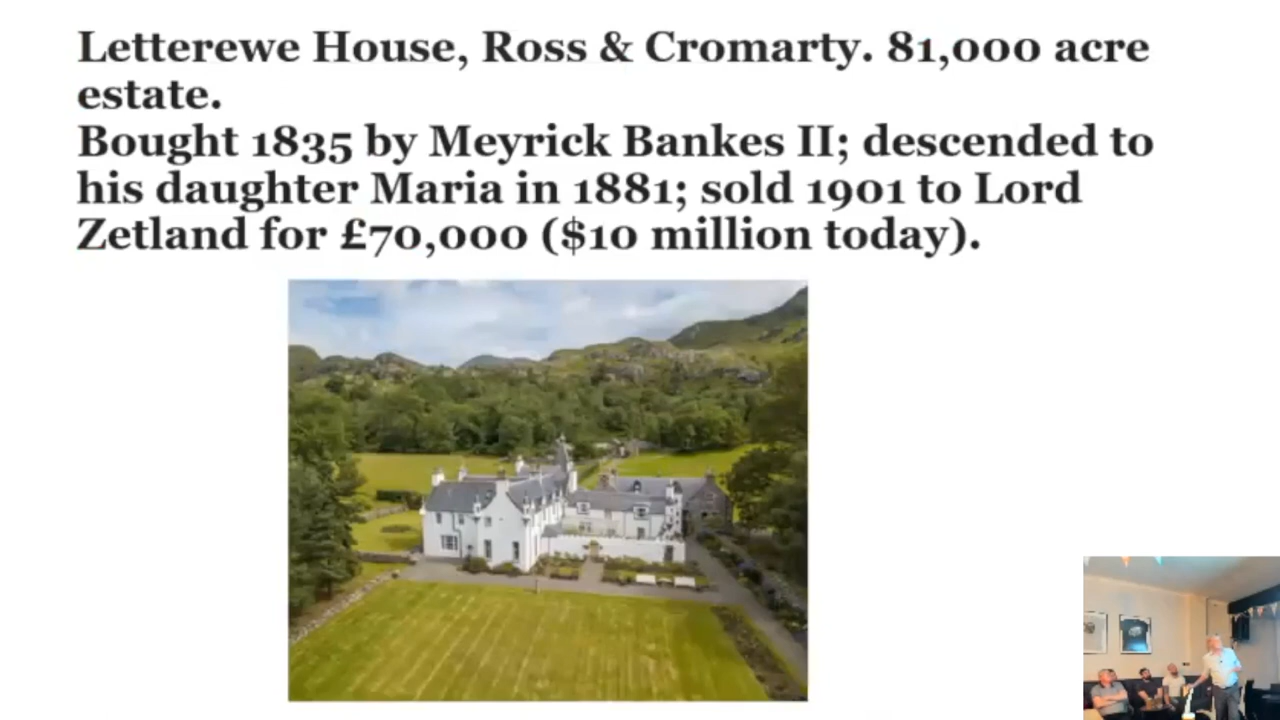 Letterewe House, Ross & Cromarty. 81,000 acre
estate.
Bought 1835 by Meyrick Bankes II; descended to
his daughter Maria in 1881; sold 1901 to Lord
Zetland for £70,000 ($10 million today).